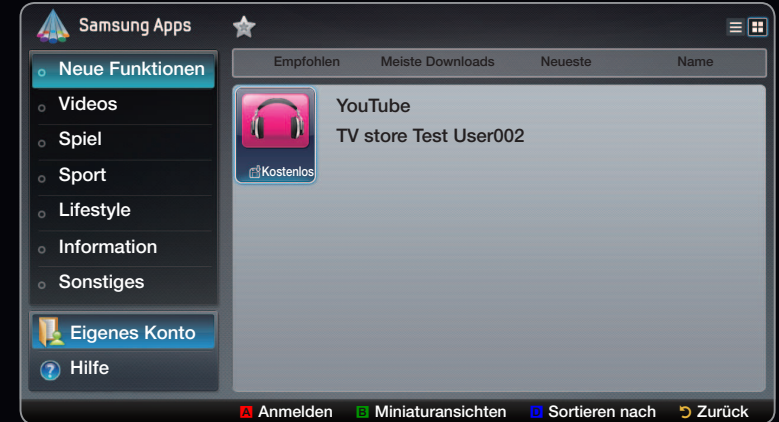 Samsung Apps
Neue Funktionen
Videos
Spiel
Sport
Lifestyle
Information
Sonstiges
Eigenes Konto
? Hilfe
Empfohlen Meiste Downloads Neueste Name
YouTube
TV store Test User002
Kostenlos
A Anmelden B Miniaturansichten D Sortieren nach Zurück